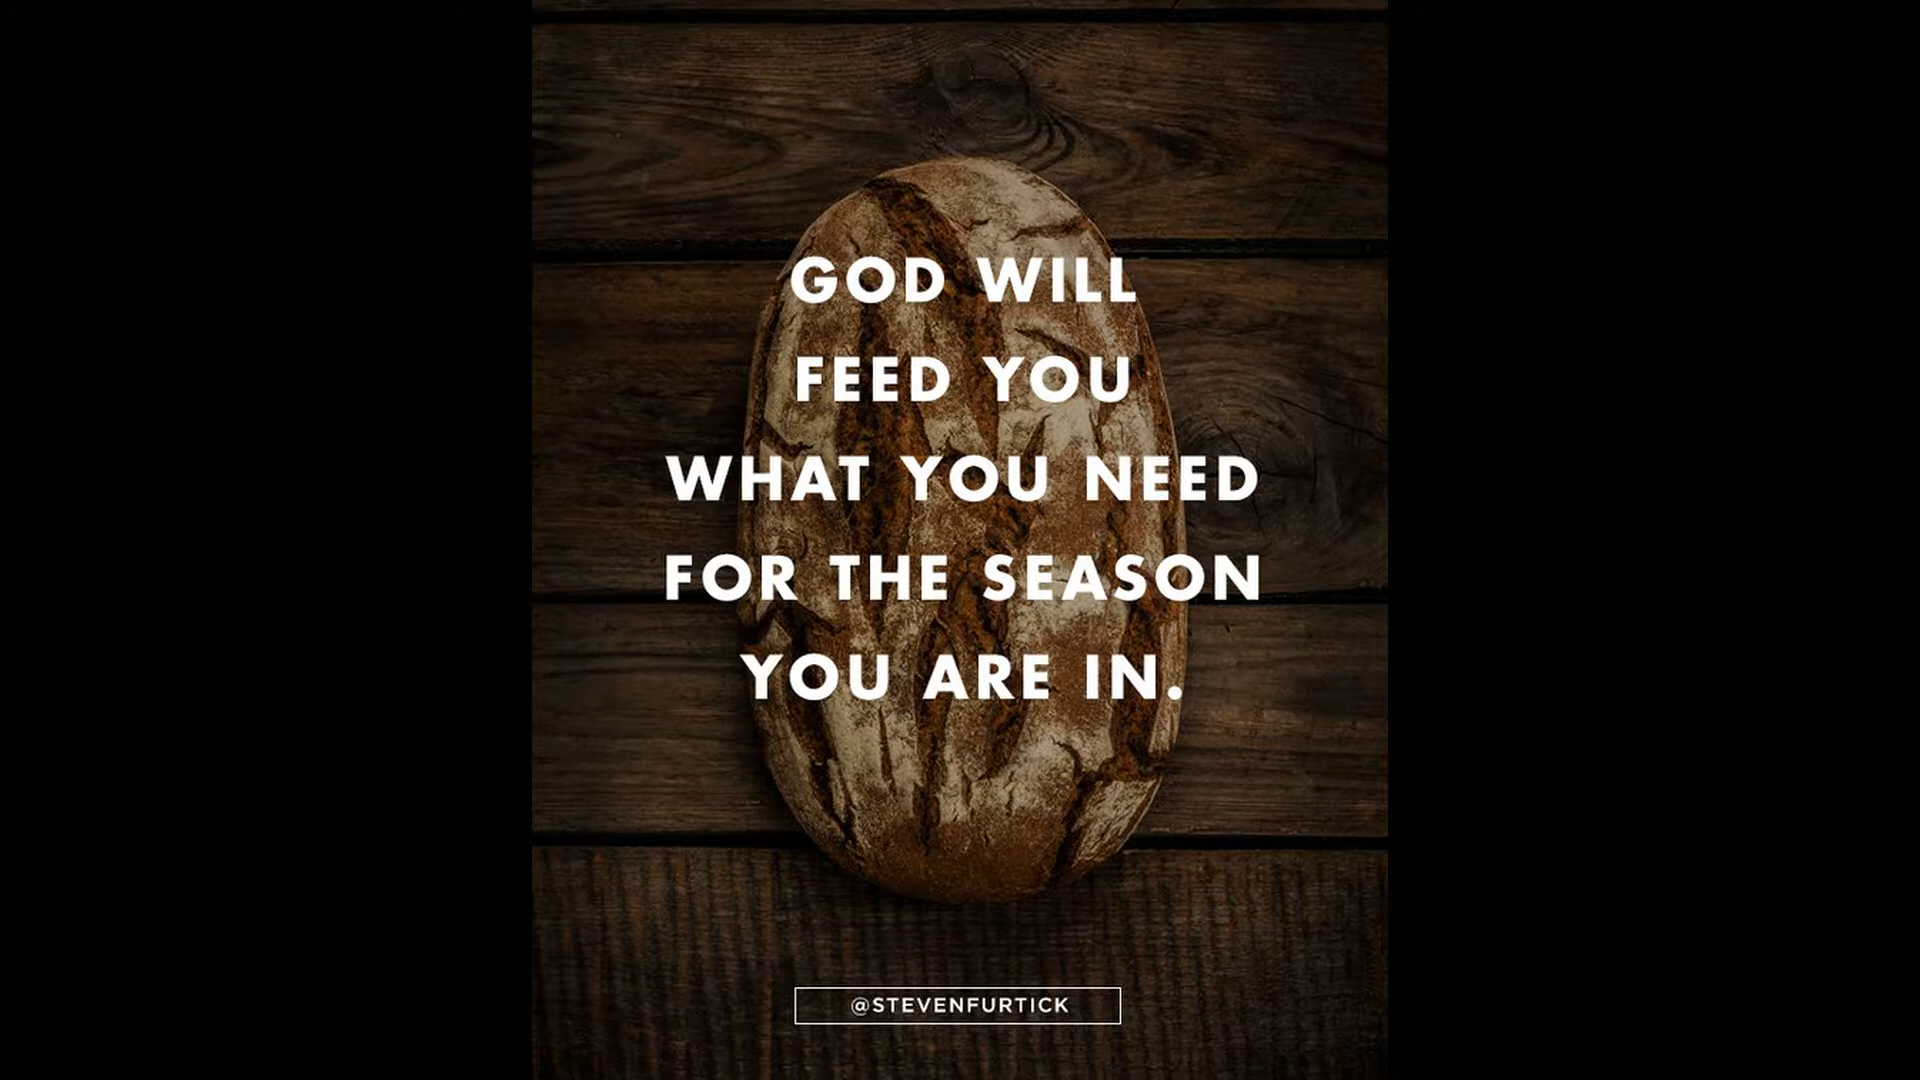 GOD WILL
FEED YOU
WHAT YOU NEED
FOR THE SEASON
YOU ARE IN.
@STEVENFURTICK